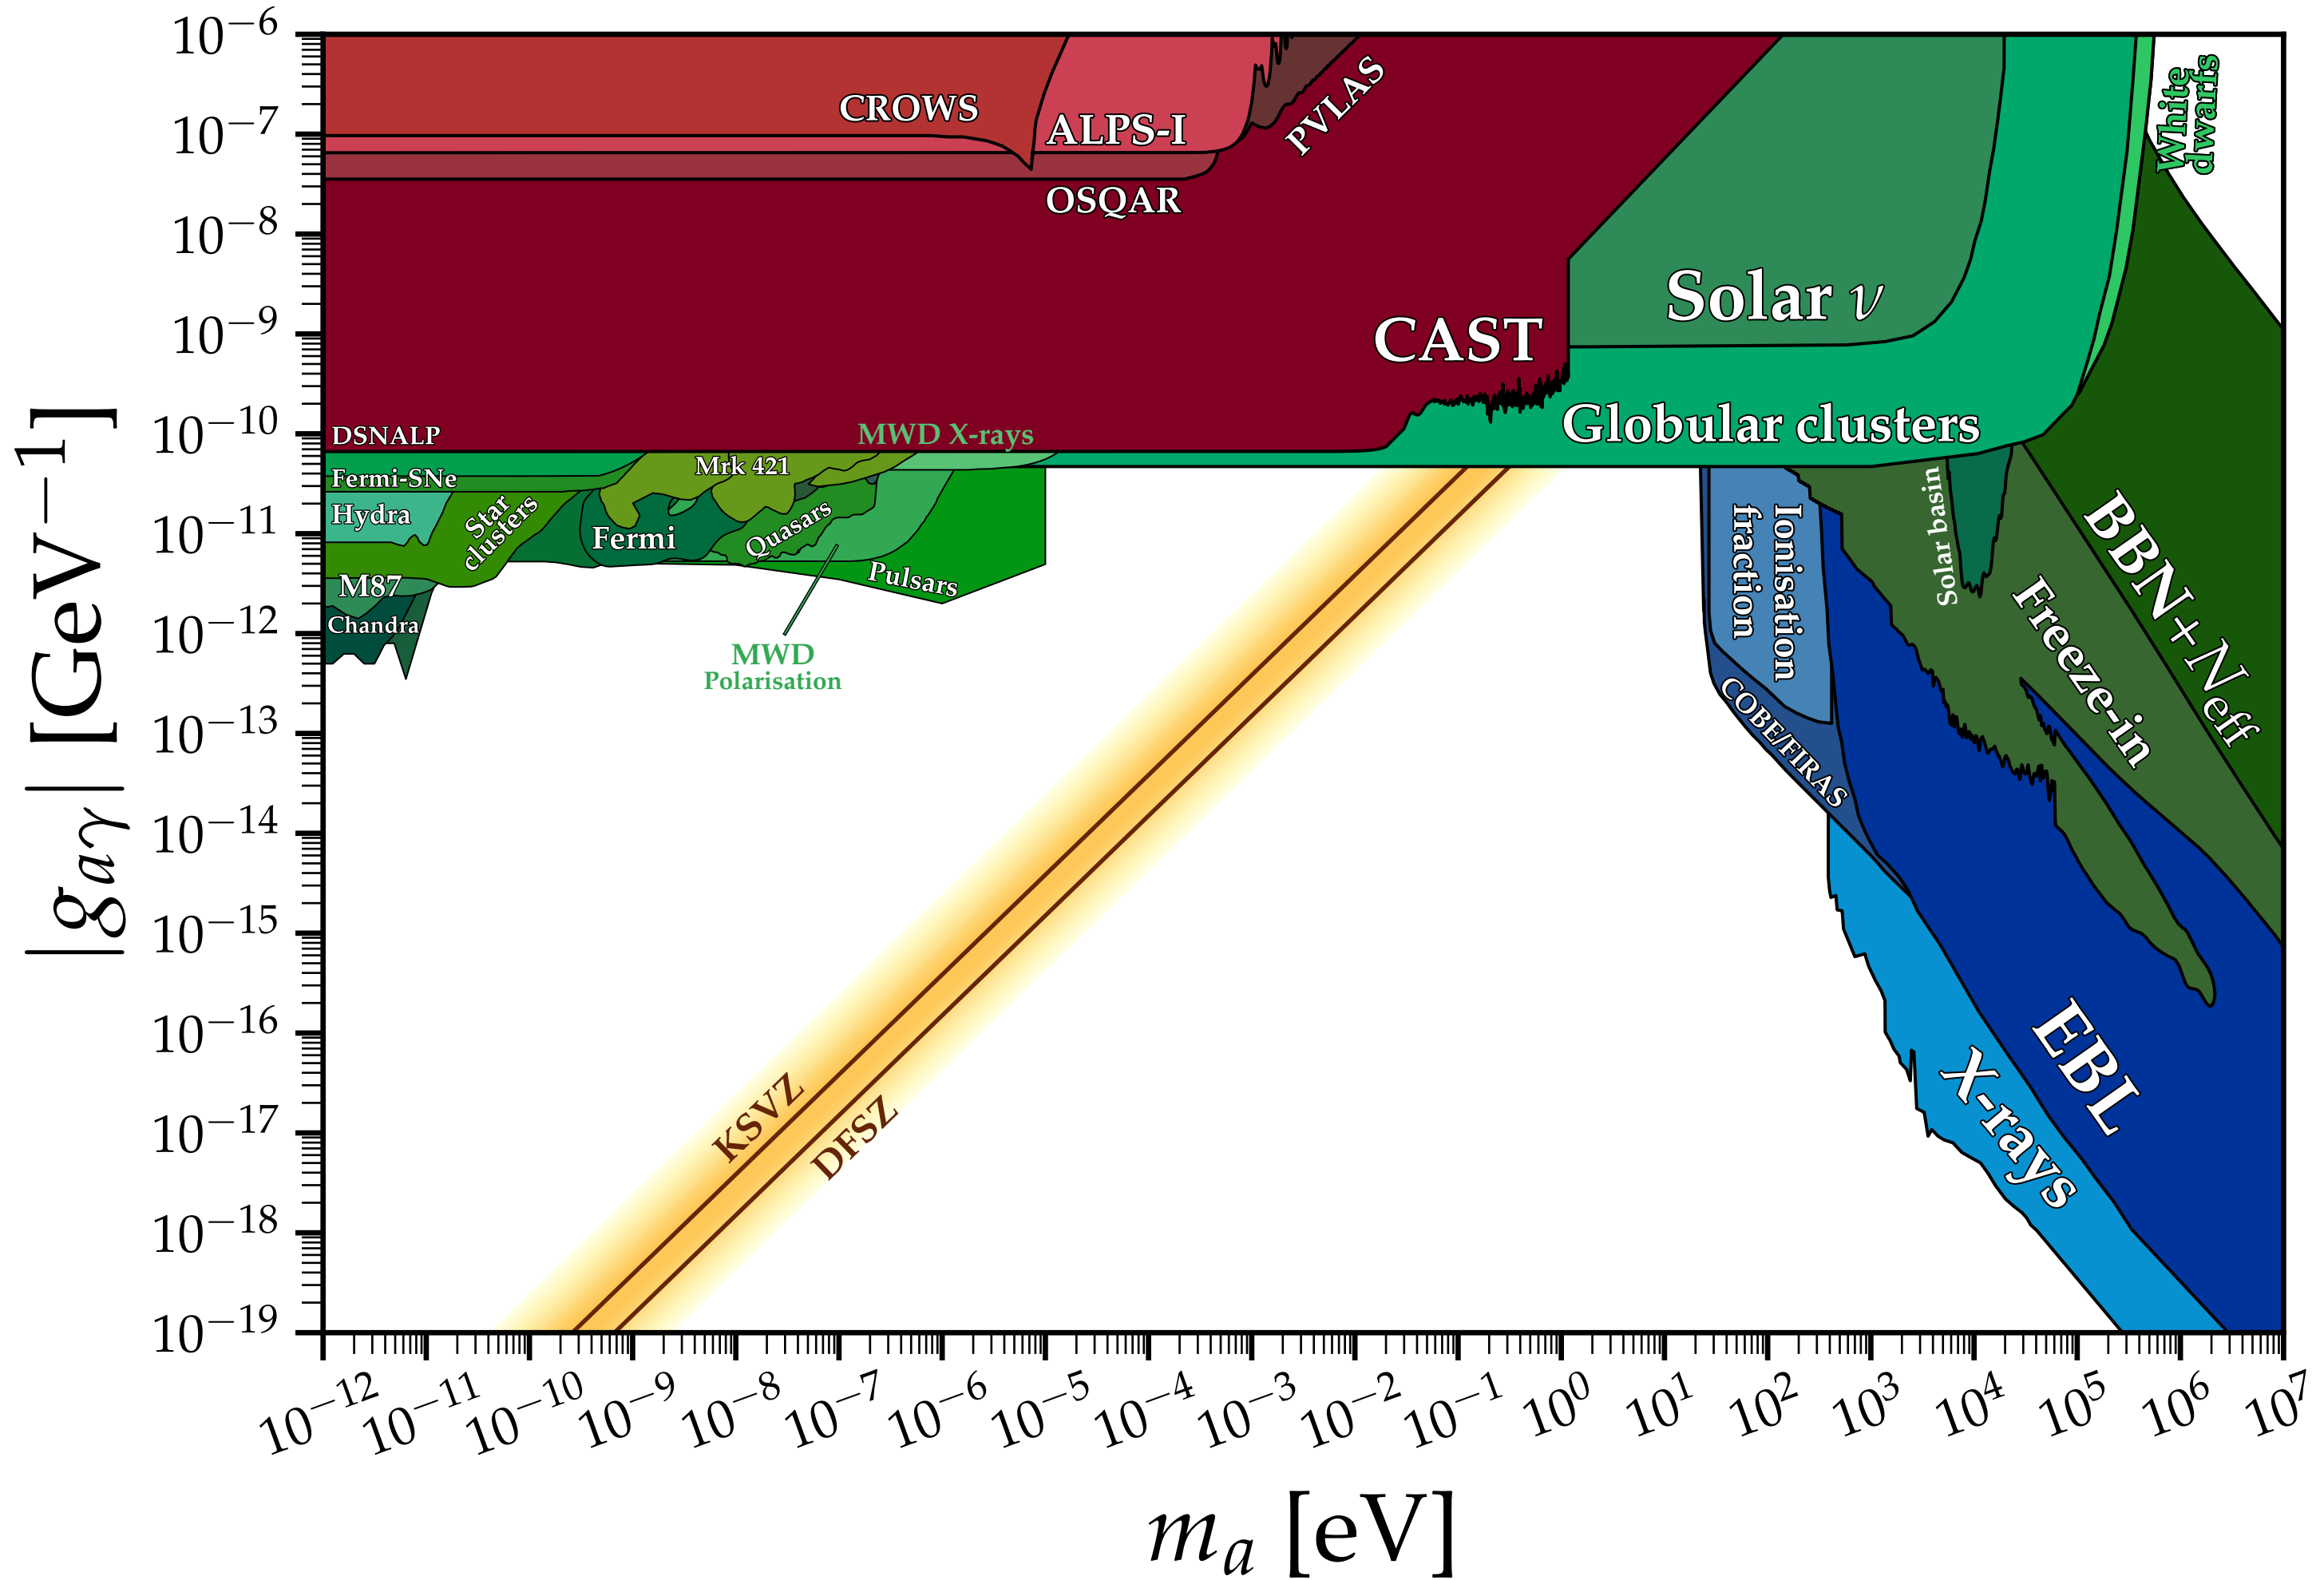 |g_{aγ}| [GeV^{−1}]
10^{−6}
10^{−7}
10^{−8}
10^{−9}
10^{−10}
10^{−11}
10^{−12}
10^{−13}
10^{−14}
10^{−15}
10^{−16}
10^{−17}
10^{−18}
10^{−19}
CROWS
ALPS-I
OSQAR
PVLAS
White
dwarfs
CAST
Solar ν
Globular clusters
DSNALP
Fermi-SNe
Hydra
M87
Chandra
Star
clusters
Fermi
Mrk 421
MWD X-rays
Quasars
Pulsars
MWD
Polarisation
KSVZ
DFSZ
Ionisation
fraction
COBE/FIRAS
Solar basin
Freeze-in
BBN+N_{eff}
EBL
X-rays
10^{−12}
10^{−11}
10^{−10}
10^{−9}
10^{−8}
10^{−7}
10^{−6}
10^{−5}
10^{−4}
10^{−3}
10^{−2}
10^{−1}
10^{0}
10^{1}
10^{2}
10^{3}
10^{4}
10^{5}
10^{6}
10^{7}
m_a [eV]